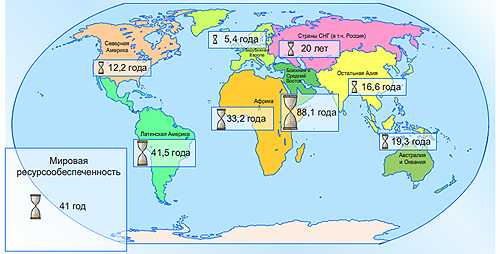 Северная
Америка
12,2 года
5,4 года
Европы
Страны СНГ (в т.ч. Россия)
20 лет
Ближний и
Средний
Восток
Остальная Азия
16,6 года
Африка
33,2 года
88,1 года
Латинская Америка
41,5 года
19,3 года
Австралия
и Океания
Мировая
ресурсообеспеченность
41 год